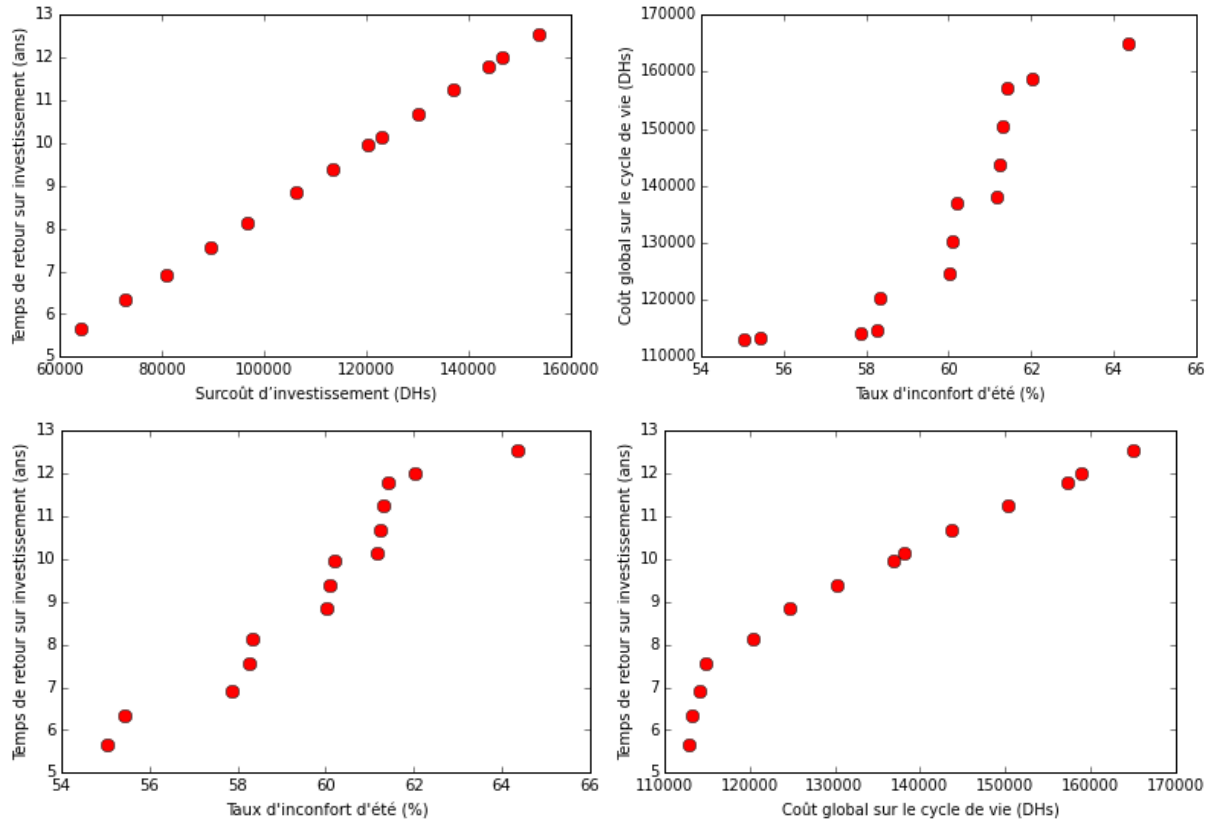 13
12
11
10
9
8
7
6
5
Temps de retour sur investissement (ans)
60000 80000 100000 120000 140000 160000
Surcoût d’investissement (DHs)
170000
160000
150000
140000
130000
120000
110000
Coût global sur le cycle de vie (DHs)
54 56 58 60 62 64 66
Taux d'inconfort d'été (%)
13
12
11
10
9
8
7
6
5
Temps de retour sur investissement (ans)
54 56 58 60 62 64 66
Taux d'inconfort d'été (%)
13
12
11
10
9
8
7
6
5
Temps de retour sur investissement (ans)
110000 120000 130000 140000 150000 160000 170000
Coût global sur le cycle de vie (DHs)